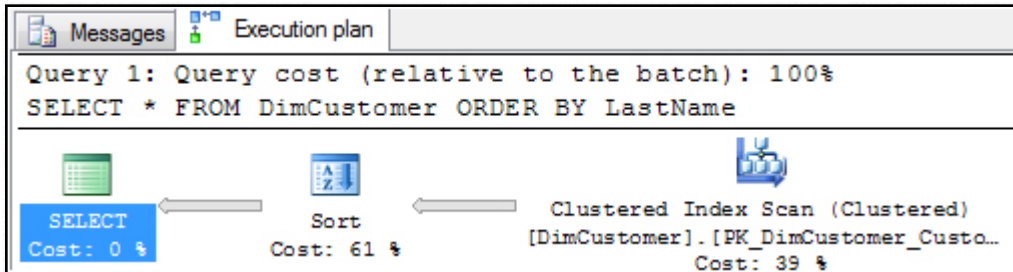 Messages Execution plan
Query 1: Query cost (relative to the batch): 100%
SELECT * FROM DimCustomer ORDER BY LastName
SELECT
Cost: 0 %
Sort
Cost: 61 %
Clustered Index Scan (Clustered)
[DimCustomer].[PK_DimCustomer_Custo…
Cost: 39 %